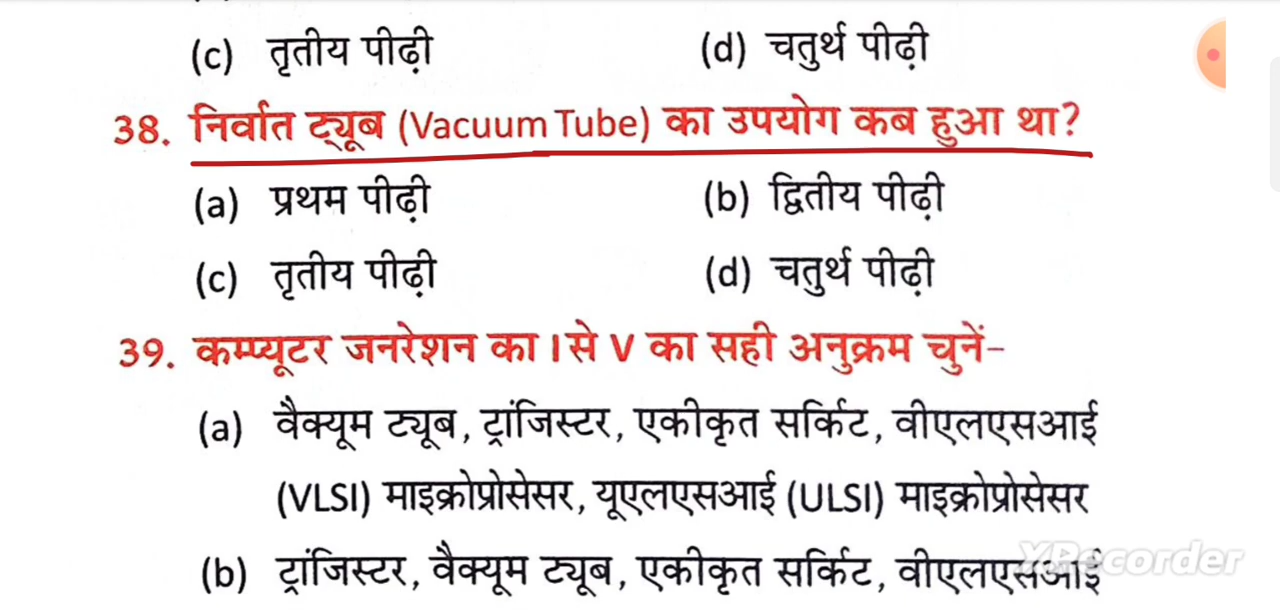 (c) तृतीय पीढ़ी (d) चतुर्थ पीढ़ी
38. निर्वात ट्यूब (Vacuum Tube) का उपयोग कब हुआ था?
(a) प्रथम पीढ़ी (b) द्वितीय पीढ़ी
(c) तृतीय पीढ़ी (d) चतुर्थ पीढ़ी
39. कम्प्यूटर जनरेशन का I से V का सही अनुक्रम चुनें–
(a) वैक्यूम ट्यूब, ट्रांजिस्टर, एकीकृत सर्किट, वीएलएसआई
(VLSI) माइक्रोप्रोसेसर, यूएलएसआई (ULSI) माइक्रोप्रोसेसर
(b) ट्रांजिस्टर, वैक्यूम ट्यूब, एकीकृत सर्किट, वीएलएसआई
XRecorder